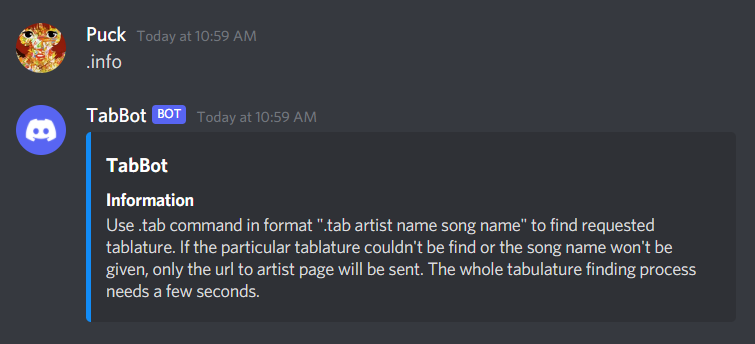 Puck Today at 10:59 AM
.info
TabBot BOT Today at 10:59 AM
TabBot
Information
Use .tab command in format ".tab artist name song name" to find requested
tablature. If the particular tablature couldn't be find or the song name won't be
given, only the url to artist page will be sent. The whole tabulature finding process
needs a few seconds.